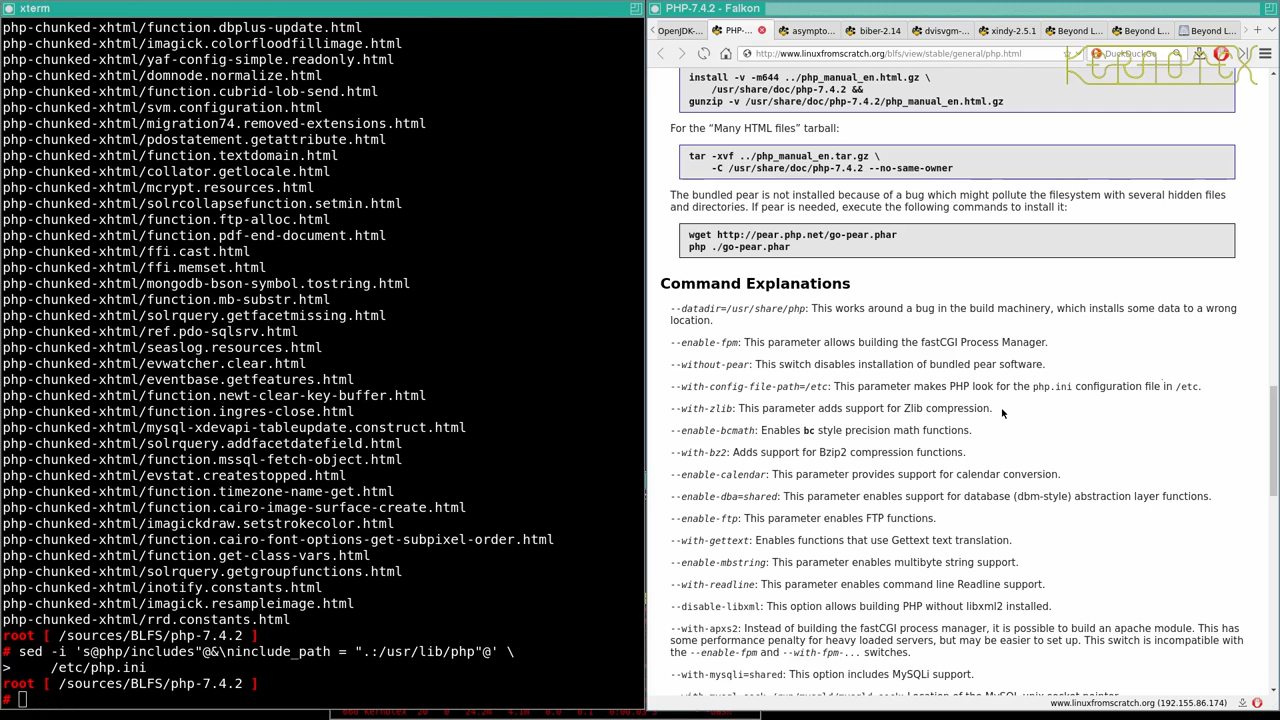 xterm
php-chunked-xhtml/function.dbplus-update.html
php-chunked-xhtml/imagick.colorfloodfillimage.html
php-chunked-xhtml/yaf-config-simple.readonly.html
php-chunked-xhtml/domnode.normalize.html
php-chunked-xhtml/function.cubrid-lob-send.html
php-chunked-xhtml/svm.configuration.html
php-chunked-xhtml/migration74.removed-extensions.html
php-chunked-xhtml/pdostatement.getattribute.html
php-chunked-xhtml/function.textdomain.html
php-chunked-xhtml/collator.getlocale.html
php-chunked-xhtml/mcrypt.resources.html
php-chunked-xhtml/solrcollapsefunction.setmin.html
php-chunked-xhtml/function.ftp-alloc.html
php-chunked-xhtml/function.pdf-end-document.html
php-chunked-xhtml/ffi.cast.html
php-chunked-xhtml/ffi.memset.html
php-chunked-xhtml/mongodb-bson-symbol.tostring.html
php-chunked-xhtml/function.mb-substr.html
php-chunked-xhtml/solrquery.getfacetmissing.html
php-chunked-xhtml/ref.pdo-sqlsrv.html
php-chunked-xhtml/seaslog.resources.html
php-chunked-xhtml/evwatcher.clear.html
php-chunked-xhtml/eventbase.getfeatures.html
php-chunked-xhtml/newt-clear-key-buffer.html
php-chunked-xhtml/function.ingres-close.html
php-chunked-xhtml/mysql-xdevapi-tableupdate.construct.html
php-chunked-xhtml/solrquery.addfacetdatefield.html
php-chunked-xhtml/function.mssql-fetch-object.html
php-chunked-xhtml/evstat.createstopped.html
php-chunked-xhtml/function.timezone-name-get.html
php-chunked-xhtml/function.cairo-image-surface-create.html
php-chunked-xhtml/imagickdraw.setstrokecolor.html
php-chunked-xhtml/function.cairo-font-options-get-subpixel-order.html
php-chunked-xhtml/function.get-class-vars.html
php-chunked-xhtml/solrquery.getgroupfunctions.html
php-chunked-xhtml/inotify.constants.html
php-chunked-xhtml/imagick.resampleimage.html
php-chunked-xhtml/rrd.constants.html
root [ /sources/BLFS/php-7.4.2 ]
# sed -i 's@php/includes"@&\ninclude_path = ".:/usr/lib/php"@' \
>     /etc/php.ini
root [ /sources/BLFS/php-7.4.2 ]
#
PHP-7.4.2 - Falkon
OpenJDK-... PHP-... asympto... biber-2.14 dvisvgm-... xindy-2.5.1 Beyond L... Beyond L... Beyond L...
http://www.linuxfromscratch.org/blfs/view/stable/general/php.html DuckDuckGo
KERNOTEX
install -v -m644 ../php_manual_en.html.gz \
/usr/share/doc/php-7.4.2 &&
gunzip -v /usr/share/doc/php-7.4.2/php_manual_en.html.gz
For the “Many HTML files” tarball:
tar -xvf ../php_manual_en.tar.gz \
-C /usr/share/doc/php-7.4.2 --no-same-owner
The bundled pear is not installed because of a bug which might pollute the filesystem with several hidden files
and directories. If pear is needed, execute the following commands to install it:
wget http://pear.php.net/go-pear.phar
php ./go-pear.phar
Command Explanations
--datadir=/usr/share/php: This works around a bug in the build machinery, which installs some data to a wrong
location.
--enable-fpm: This parameter allows building the fastCGI Process Manager.
--without-pear: This switch disables installation of bundled pear software.
--with-config-file-path=/etc: This parameter makes PHP look for the php.ini configuration file in /etc.
--with-zlib: This parameter adds support for Zlib compression.
--enable-bcmath: Enables bc style precision math functions.
--with-bz2: Adds support for Bzip2 compression functions.
--enable-calendar: This parameter provides support for calendar conversion.
--enable-dba=shared: This parameter enables support for database (dbm-style) abstraction layer functions.
--enable-ftp: This parameter enables FTP functions.
--with-gettext: Enables functions that use Gettext text translation.
--enable-mbstring: This parameter enables multibyte string support.
--with-readline: This parameter enables command line Readline support.
--disable-libxml: This option allows building PHP without libxml2 installed.
--with-apxs2: Instead of building the fastCGI process manager, it is possible to build an apache module. This has
some performance penalty for heavy loaded servers, but may be easier to set up. This switch is incompatible with
the --enable-fpm and --with-fpm-... switches.
--with-mysqli=shared: This option includes MySQLi support.
www.linuxfromscratch.org (192.155.86.174)